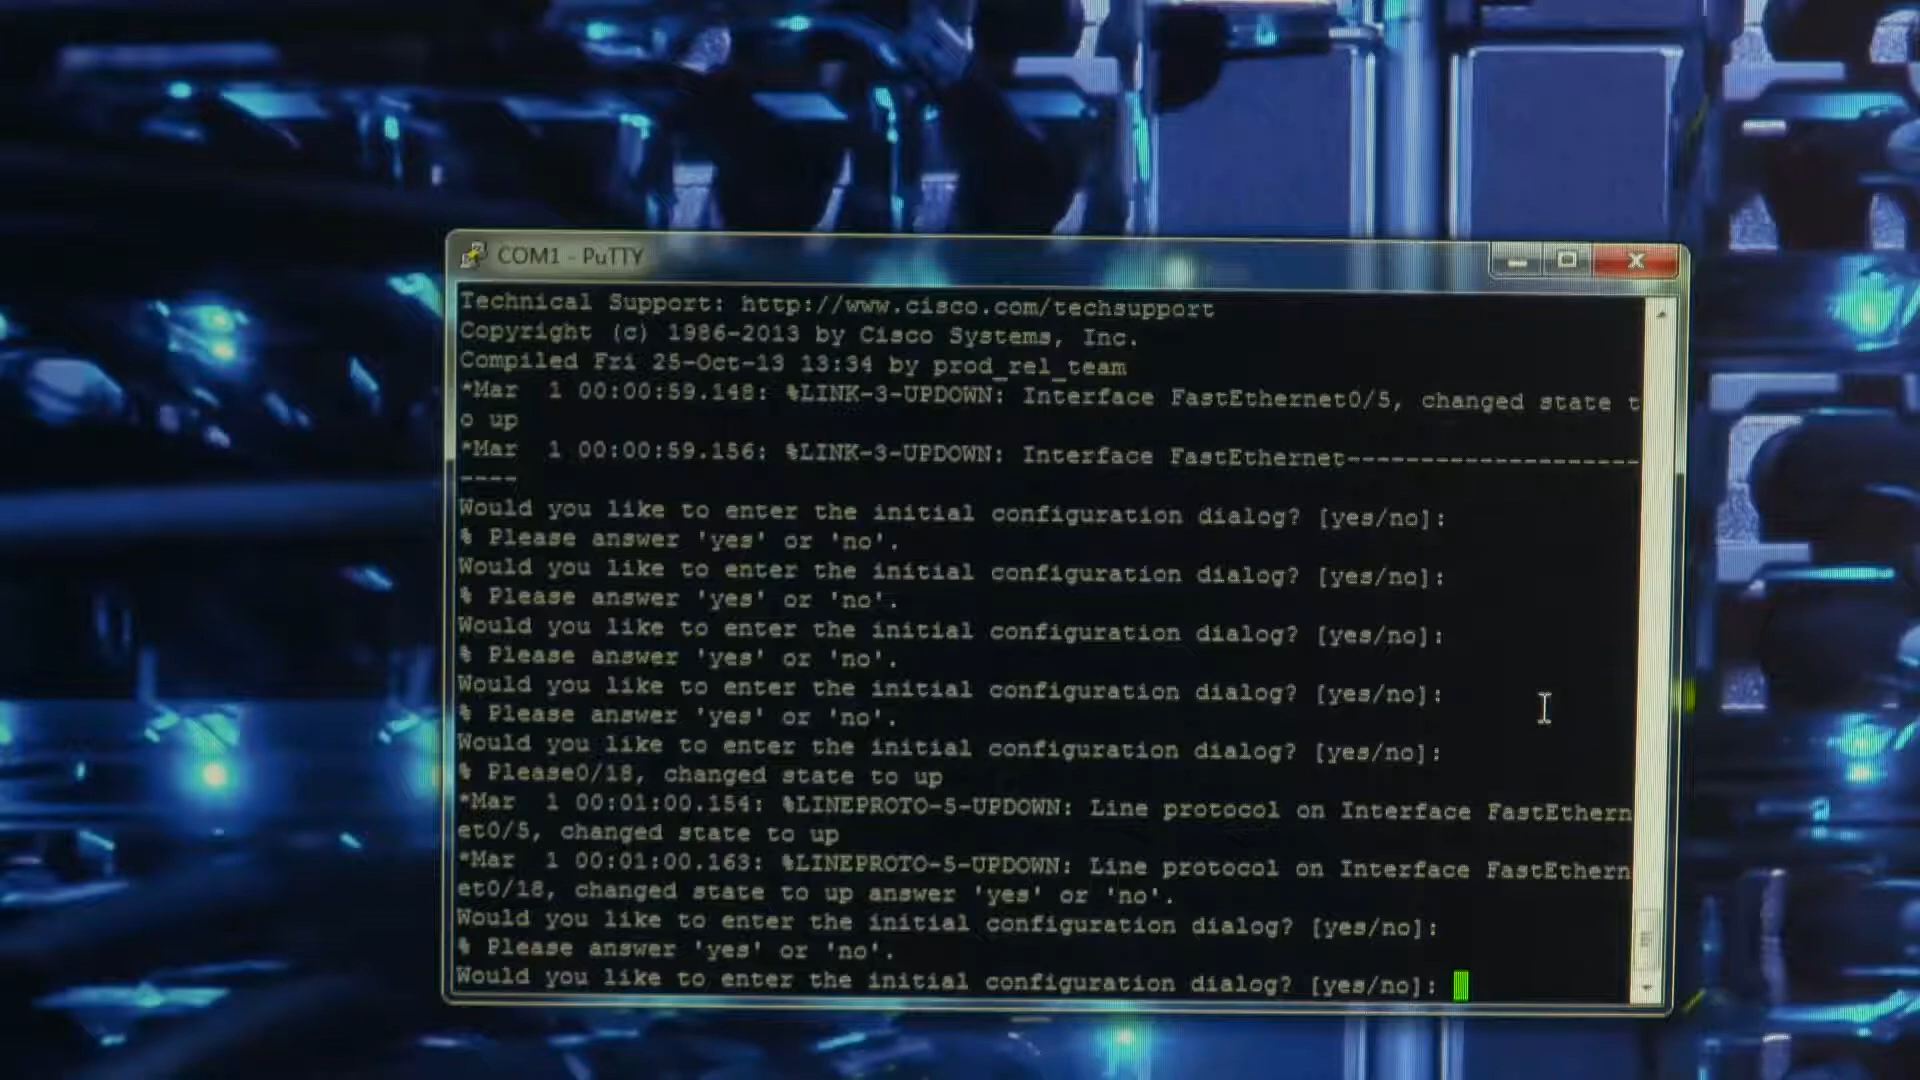 COM1 - PuTTY
Technical Support: http://www.cisco.com/techsupport
Copyright (c) 1986-2013 by Cisco Systems, Inc.
Compiled Fri 25-Oct-13 13:34 by prod_rel_team
*Mar  1 00:00:59.148: %LINK-3-UPDOWN: Interface FastEthernet0/5, changed state t
o up
*Mar  1 00:00:59.156: %LINK-3-UPDOWN: Interface FastEthernet--------------------
----
Would you like to enter the initial configuration dialog? [yes/no]:
% Please answer 'yes' or 'no'.
Would you like to enter the initial configuration dialog? [yes/no]:
% Please answer 'yes' or 'no'.
Would you like to enter the initial configuration dialog? [yes/no]:
% Please answer 'yes' or 'no'.
Would you like to enter the initial configuration dialog? [yes/no]:
% Please answer 'yes' or 'no'.
Would you like to enter the initial configuration dialog? [yes/no]:
% Please0/18, changed state to up
*Mar  1 00:01:00.154: %LINEPROTO-5-UPDOWN: Line protocol on Interface FastEthern
et0/5, changed state to up
*Mar  1 00:01:00.163: %LINEPROTO-5-UPDOWN: Line protocol on Interface FastEthern
et0/18, changed state to up answer 'yes' or 'no'.
Would you like to enter the initial configuration dialog? [yes/no]:
% Please answer 'yes' or 'no'.
Would you like to enter the initial configuration dialog? [yes/no]: